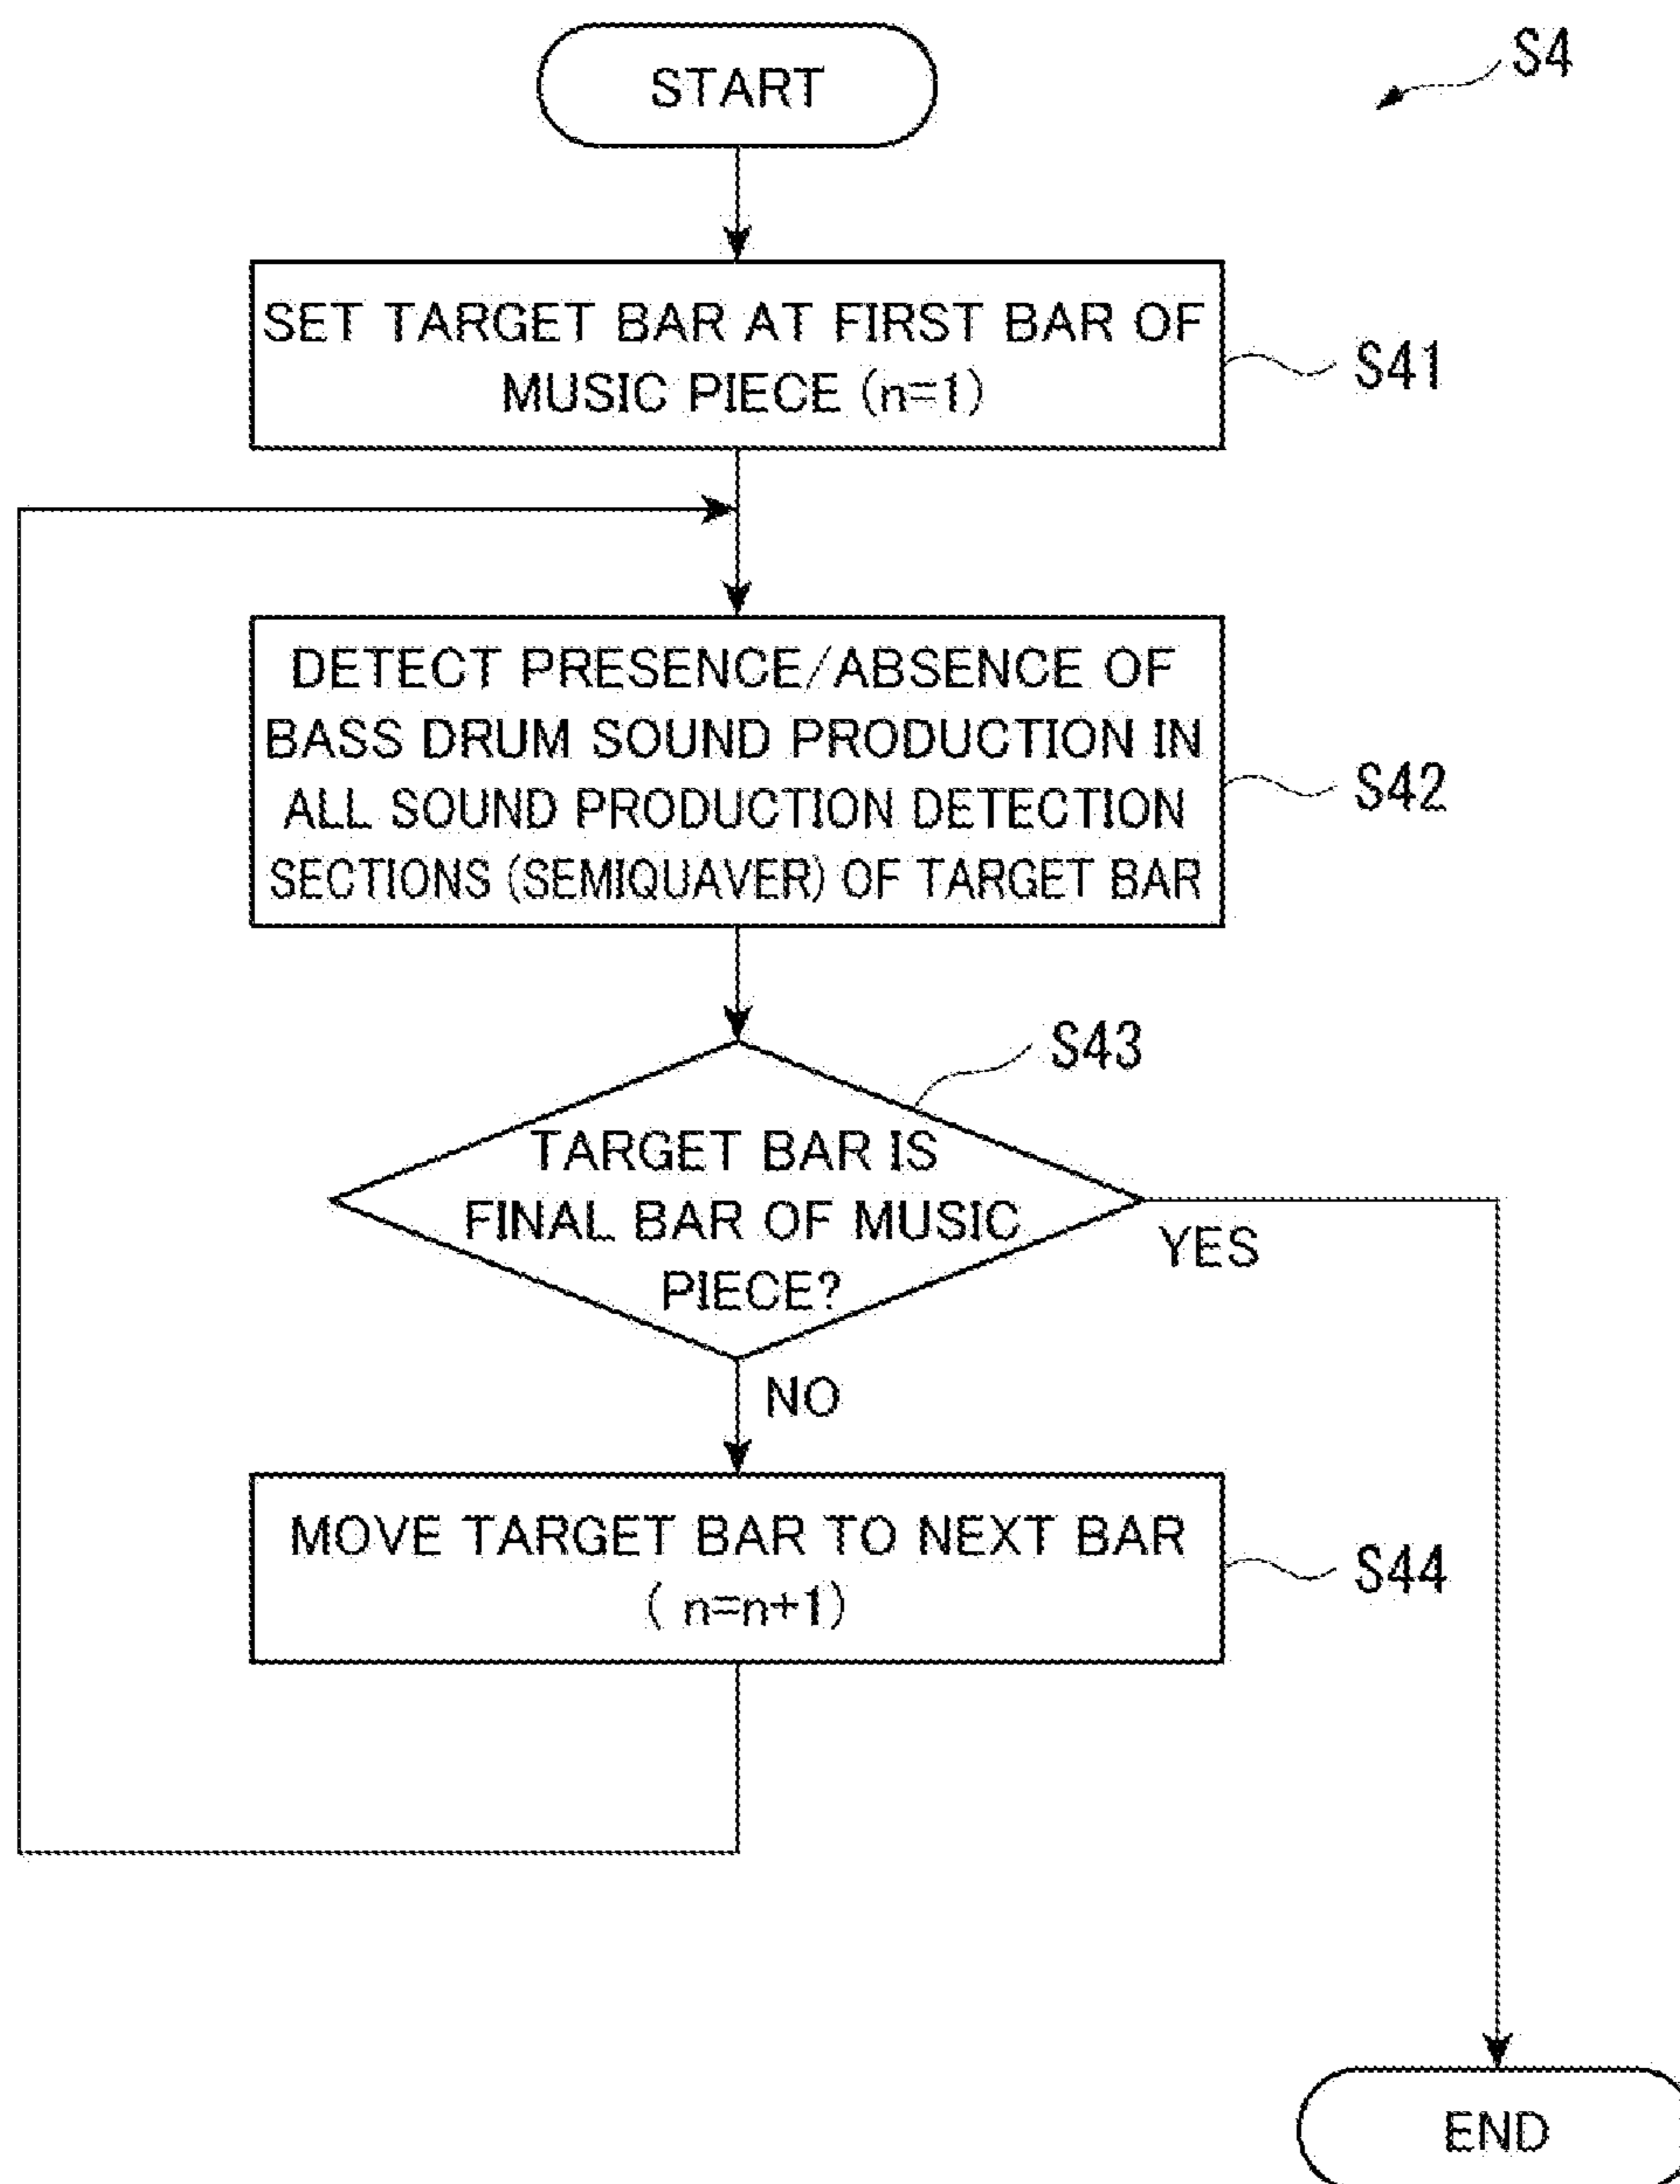 START
S4
SET TARGET BAR AT FIRST BAR OF
MUSIC PIECE (n=1)
S41
DETECT PRESENCE/ABSENCE OF
BASS DRUM SOUND PRODUCTION IN
ALL SOUND PRODUCTION DETECTION
SECTIONS (SEMIQUAVER) OF TARGET BAR
S42
S43
TARGET BAR IS
FINAL BAR OF MUSIC
PIECE?
YES
NO
MOVE TARGET BAR TO NEXT BAR
( n=n+1)
S44
END